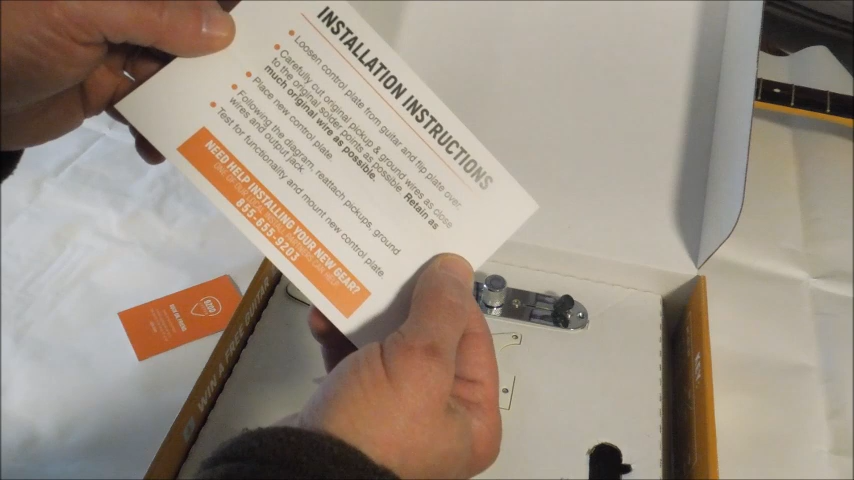 INSTALLATION INSTRUCTIONS
• Loosen control plate from guitar and flip plate over.
• Carefully cut original pickup & ground wires as close
to the original solder points as possible. Retain as
much original wire as possible.
• Place new control plate.
• Following the diagram, reattach pickups, ground
wires and output jack.
• Test for functionality and mount new control plate.
NEED HELP INSTALLING YOUR NEW GEAR?
855-655-9203
WIN A FREE GUITAR